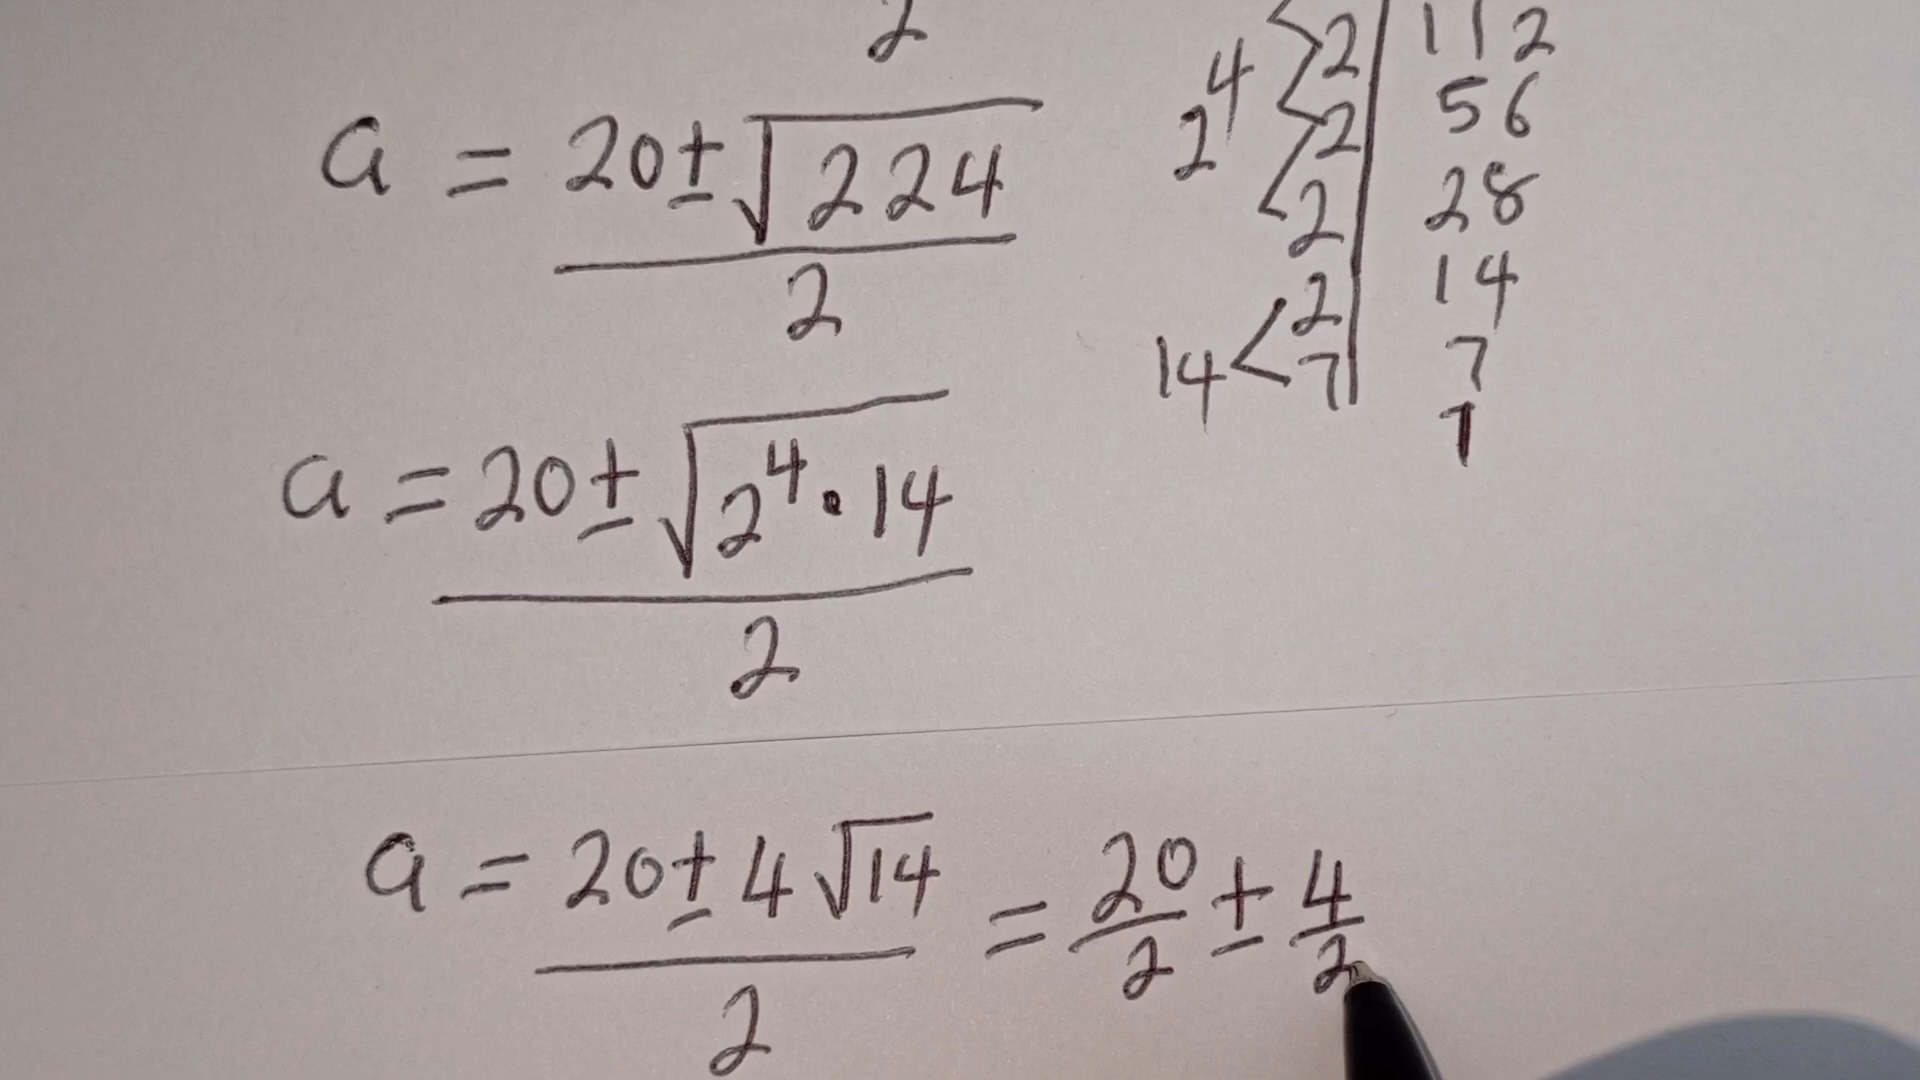 2
a = 20 ± √224
2
a = 20 ± √2⁴ · 14
2
a = 20 ± 4√14 = 20/2 ± 4/2
2
2 | 112
2⁴ 2 | 56
2 | 28
2 | 14
14 7 | 7
1